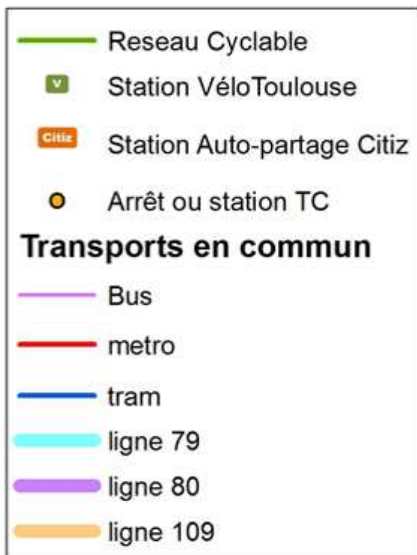 Reseau Cyclable
V Station VéloToulouse
Citiz Station Auto-partage Citiz
Arrêt ou station TC
Transports en commun
Bus
metro
tram
ligne 79
ligne 80
ligne 109